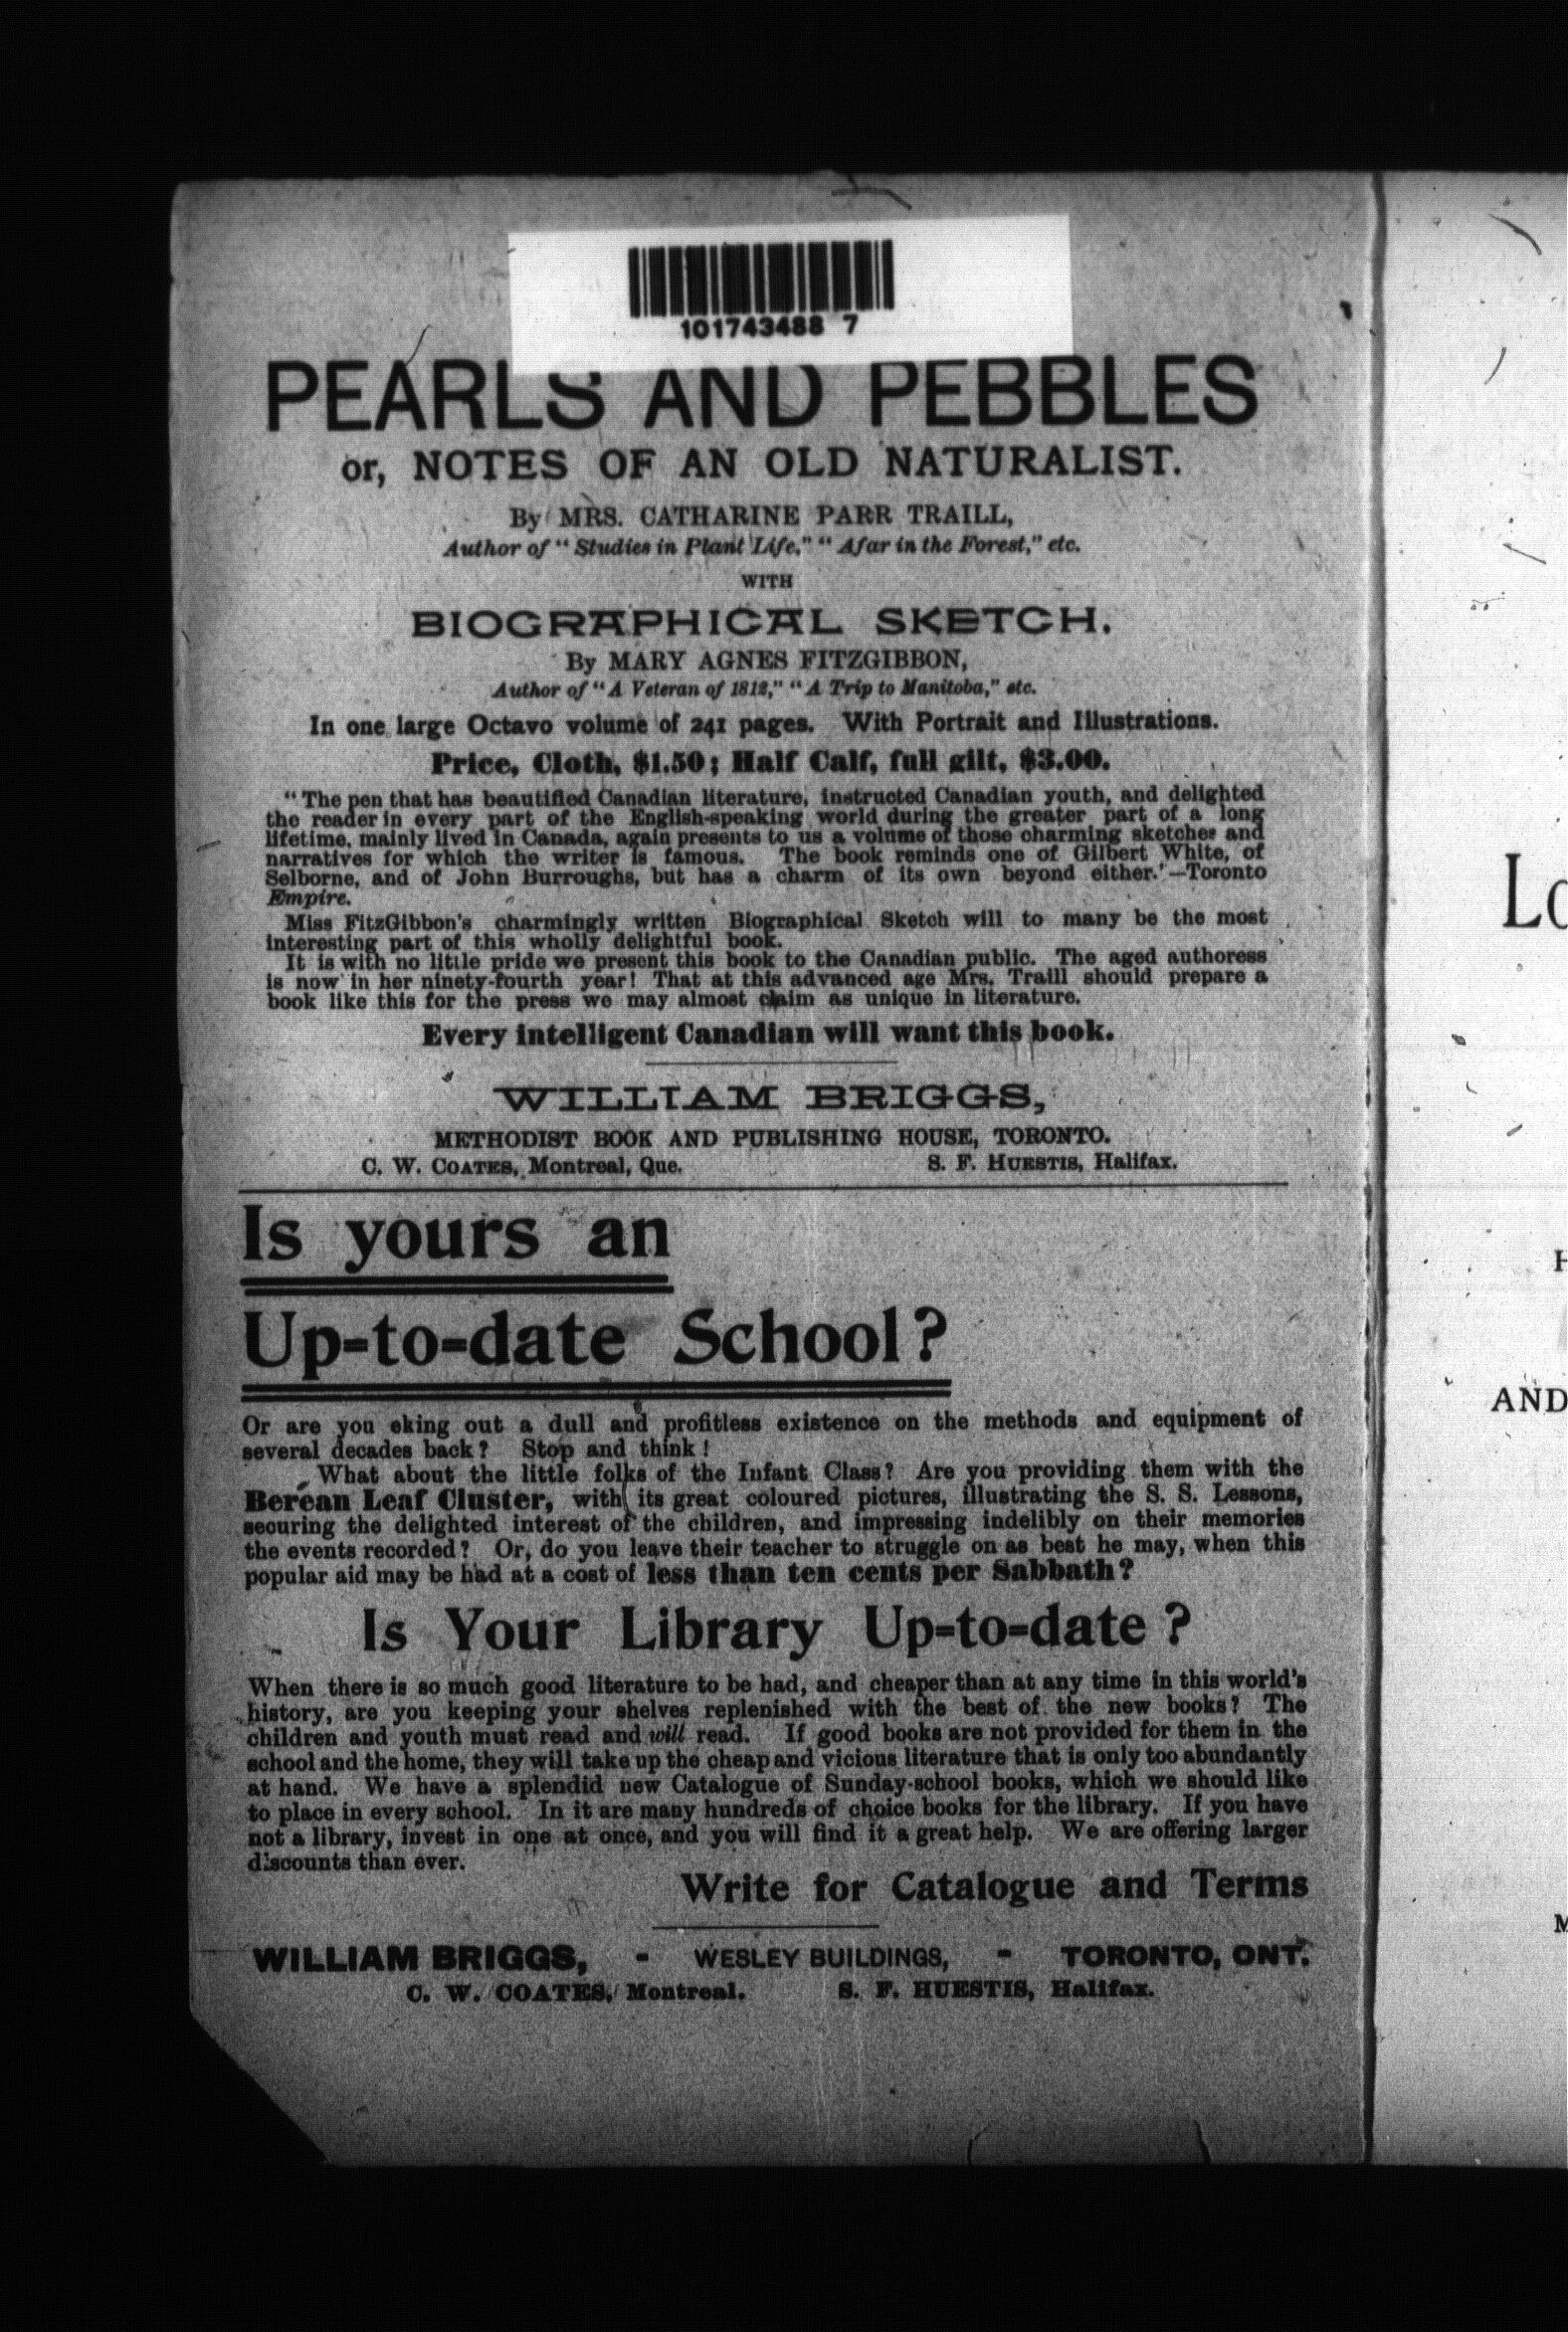 101743488 7
PEARLS AND PEBBLES
or, NOTES OF AN OLD NATURALIST.
By MRS. CATHARINE PARR TRAILL,
Author of "Studies in Plant Life," "Afar in the Forest," etc.
WITH
BIOGRAPHICAL SKETCH.
By MARY AGNES FITZGIBBON,
Author of "A Veteran of 1812," "A Trip to Manitoba," etc.
In one large Octavo volume of 241 pages. With Portrait and Illustrations.
Price, Cloth, $1.50; Half Calf, full gilt, $3.00.
"The pen that has beautified Canadian literature, instructed Canadian youth, and delighted
the reader in every part of the English-speaking world during the greater part of a long
lifetime, mainly lived in Canada, again presents to us a volume of those charming sketches and
narratives for which the writer is famous. The book reminds one of Gilbert White, of
Selborne, and of John Burroughs, but has a charm of its own beyond either.'—Toronto
Empire.
Miss FitzGibbon's charmingly written Biographical Sketch will to many be the most
interesting part of this wholly delightful book.
It is with no little pride we present this book to the Canadian public. The aged authoress
is now in her ninety-fourth year! That at this advanced age Mrs. Traill should prepare a
book like this for the press we may almost claim as unique in literature.
Every intelligent Canadian will want this book.
WILLIAM BRIGGS,
METHODIST BOOK AND PUBLISHING HOUSE, TORONTO.
C. W. COATES, Montreal, Que. S. F. HUESTIS, Halifax.
Is yours an
Up-to-date School?
Or are you eking out a dull and profitless existence on the methods and equipment of
several decades back? Stop and think!
What about the little folks of the Infant Class? Are you providing them with the
Berean Leaf Cluster, with its great coloured pictures, illustrating the S. S. Lessons,
securing the delighted interest of the children, and impressing indelibly on their memories
the events recorded? Or, do you leave their teacher to struggle on as best he may, when this
popular aid may be had at a cost of less than ten cents per Sabbath?
Is Your Library Up-to-date?
When there is so much good literature to be had, and cheaper than at any time in this world's
history, are you keeping your shelves replenished with the best of the new books? The
children and youth must read and will read. If good books are not provided for them in the
school and the home, they will take up the cheap and vicious literature that is only too abundantly
at hand. We have a splendid new Catalogue of Sunday-school books, which we should like
to place in every school. In it are many hundreds of choice books for the library. If you have
not a library, invest in one at once, and you will find it a great help. We are offering larger
discounts than ever.
Write for Catalogue and Terms
WILLIAM BRIGGS, - WESLEY BUILDINGS, - TORONTO, ONT.
C. W. COATES, Montreal. S. F. HUESTIS, Halifax.
AND